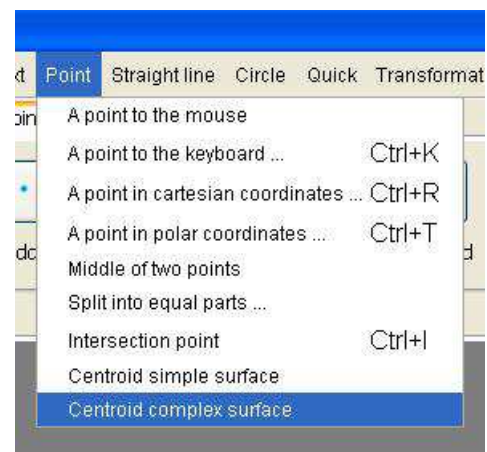 Point Straight line Circle Quick Transformat
A point to the mouse
A point to the keyboard ... Ctrl+K
A point in cartesian coordinates ... Ctrl+R
A point in polar coordinates ... Ctrl+T
Middle of two points
Split into equal parts ...
Intersection point Ctrl+I
Centroid simple surface
Centroid complex surface